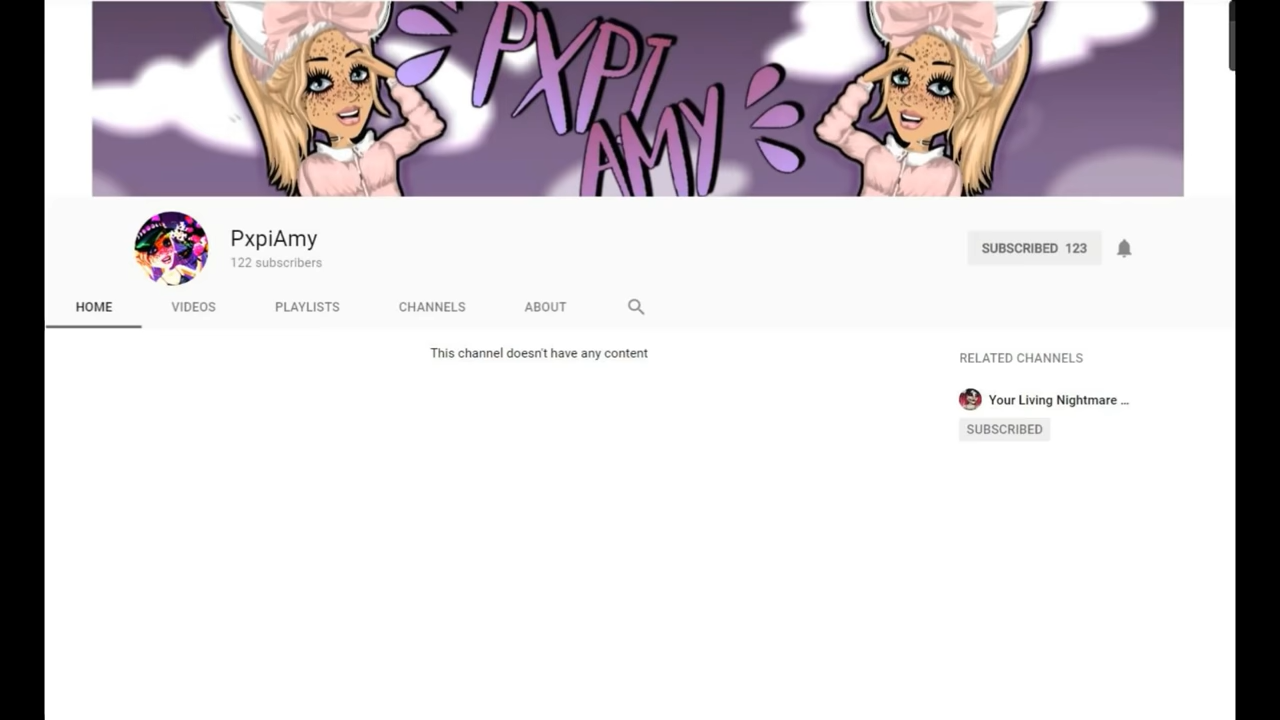 PXPI
AMY
PxpiAmy
122 subscribers
SUBSCRIBED 123
HOME VIDEOS PLAYLISTS CHANNELS ABOUT
This channel doesn't have any content
RELATED CHANNELS
Your Living Nightmare ...
SUBSCRIBED